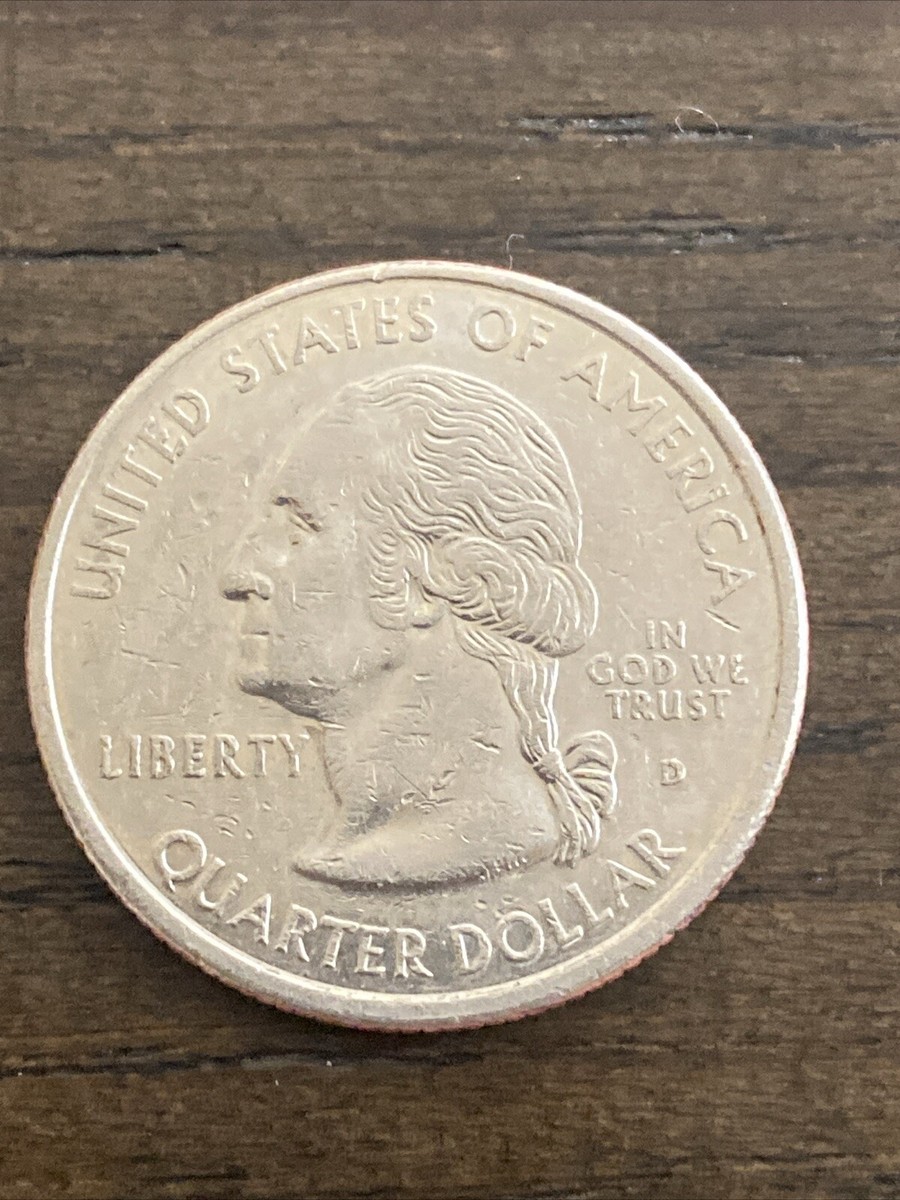 UNITED STATES OF AMERICA
LIBERTY
IN
GOD WE
TRUST
D
QUARTER DOLLAR